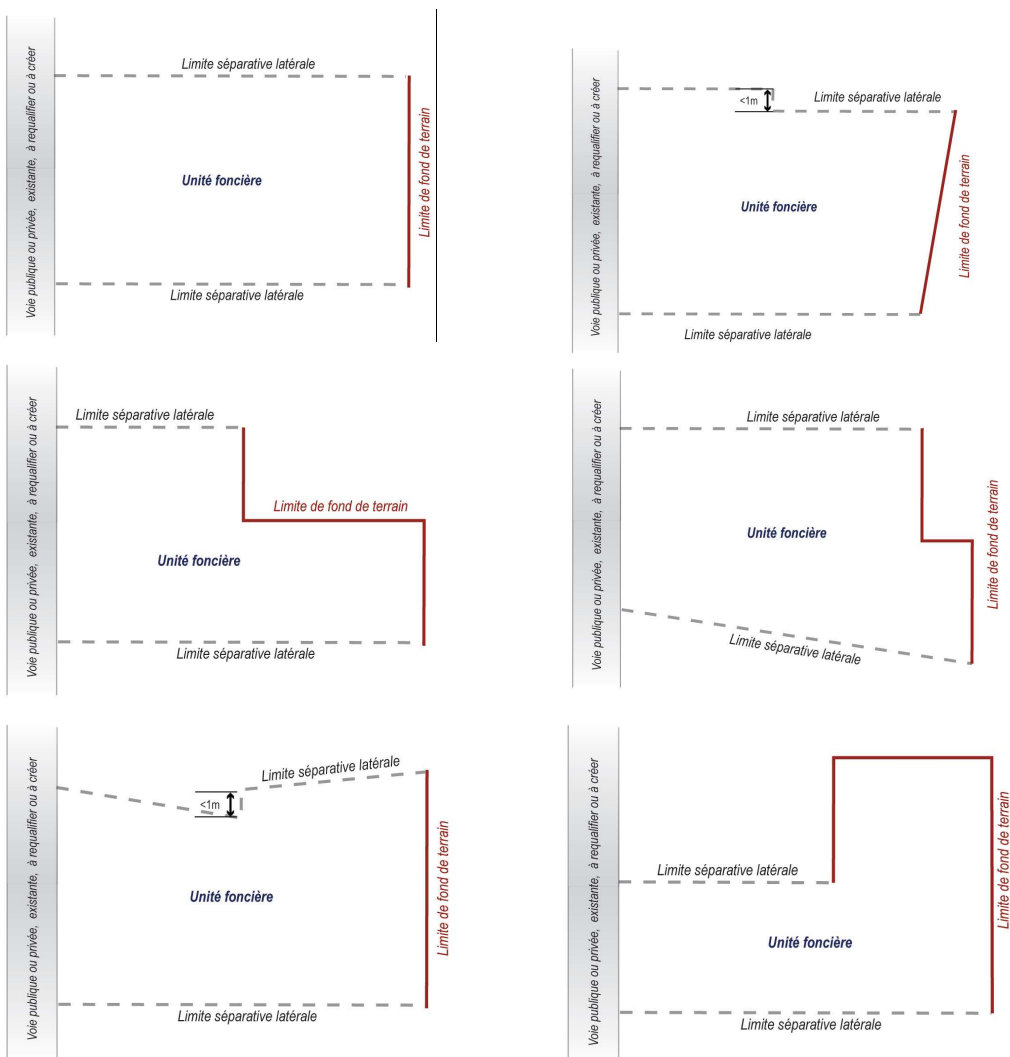 Voie publique ou privée, existante, à requalifier ou à créer
Limite séparative latérale
Unité foncière
Limite de fond de terrain
Limite séparative latérale
Voie publique ou privée, existante, à requalifier ou à créer
<1m
Limite séparative latérale
Unité foncière
Limite de fond de terrain
Limite séparative latérale
Voie publique ou privée, existante, à requalifier ou à créer
Limite séparative latérale
Limite de fond de terrain
Unité foncière
Limite séparative latérale
Voie publique ou privée, existante, à requalifier ou à créer
Limite séparative latérale
Unité foncière
Limite de fond de terrain
Limite séparative latérale
Voie publique ou privée, existante, à requalifier ou à créer
Limite séparative latérale
<1m
Unité foncière
Limite de fond de terrain
Limite séparative latérale
Voie publique ou privée, existante, à requalifier ou à créer
Limite séparative latérale
Limite de fond de terrain
Unité foncière
Limite séparative latérale